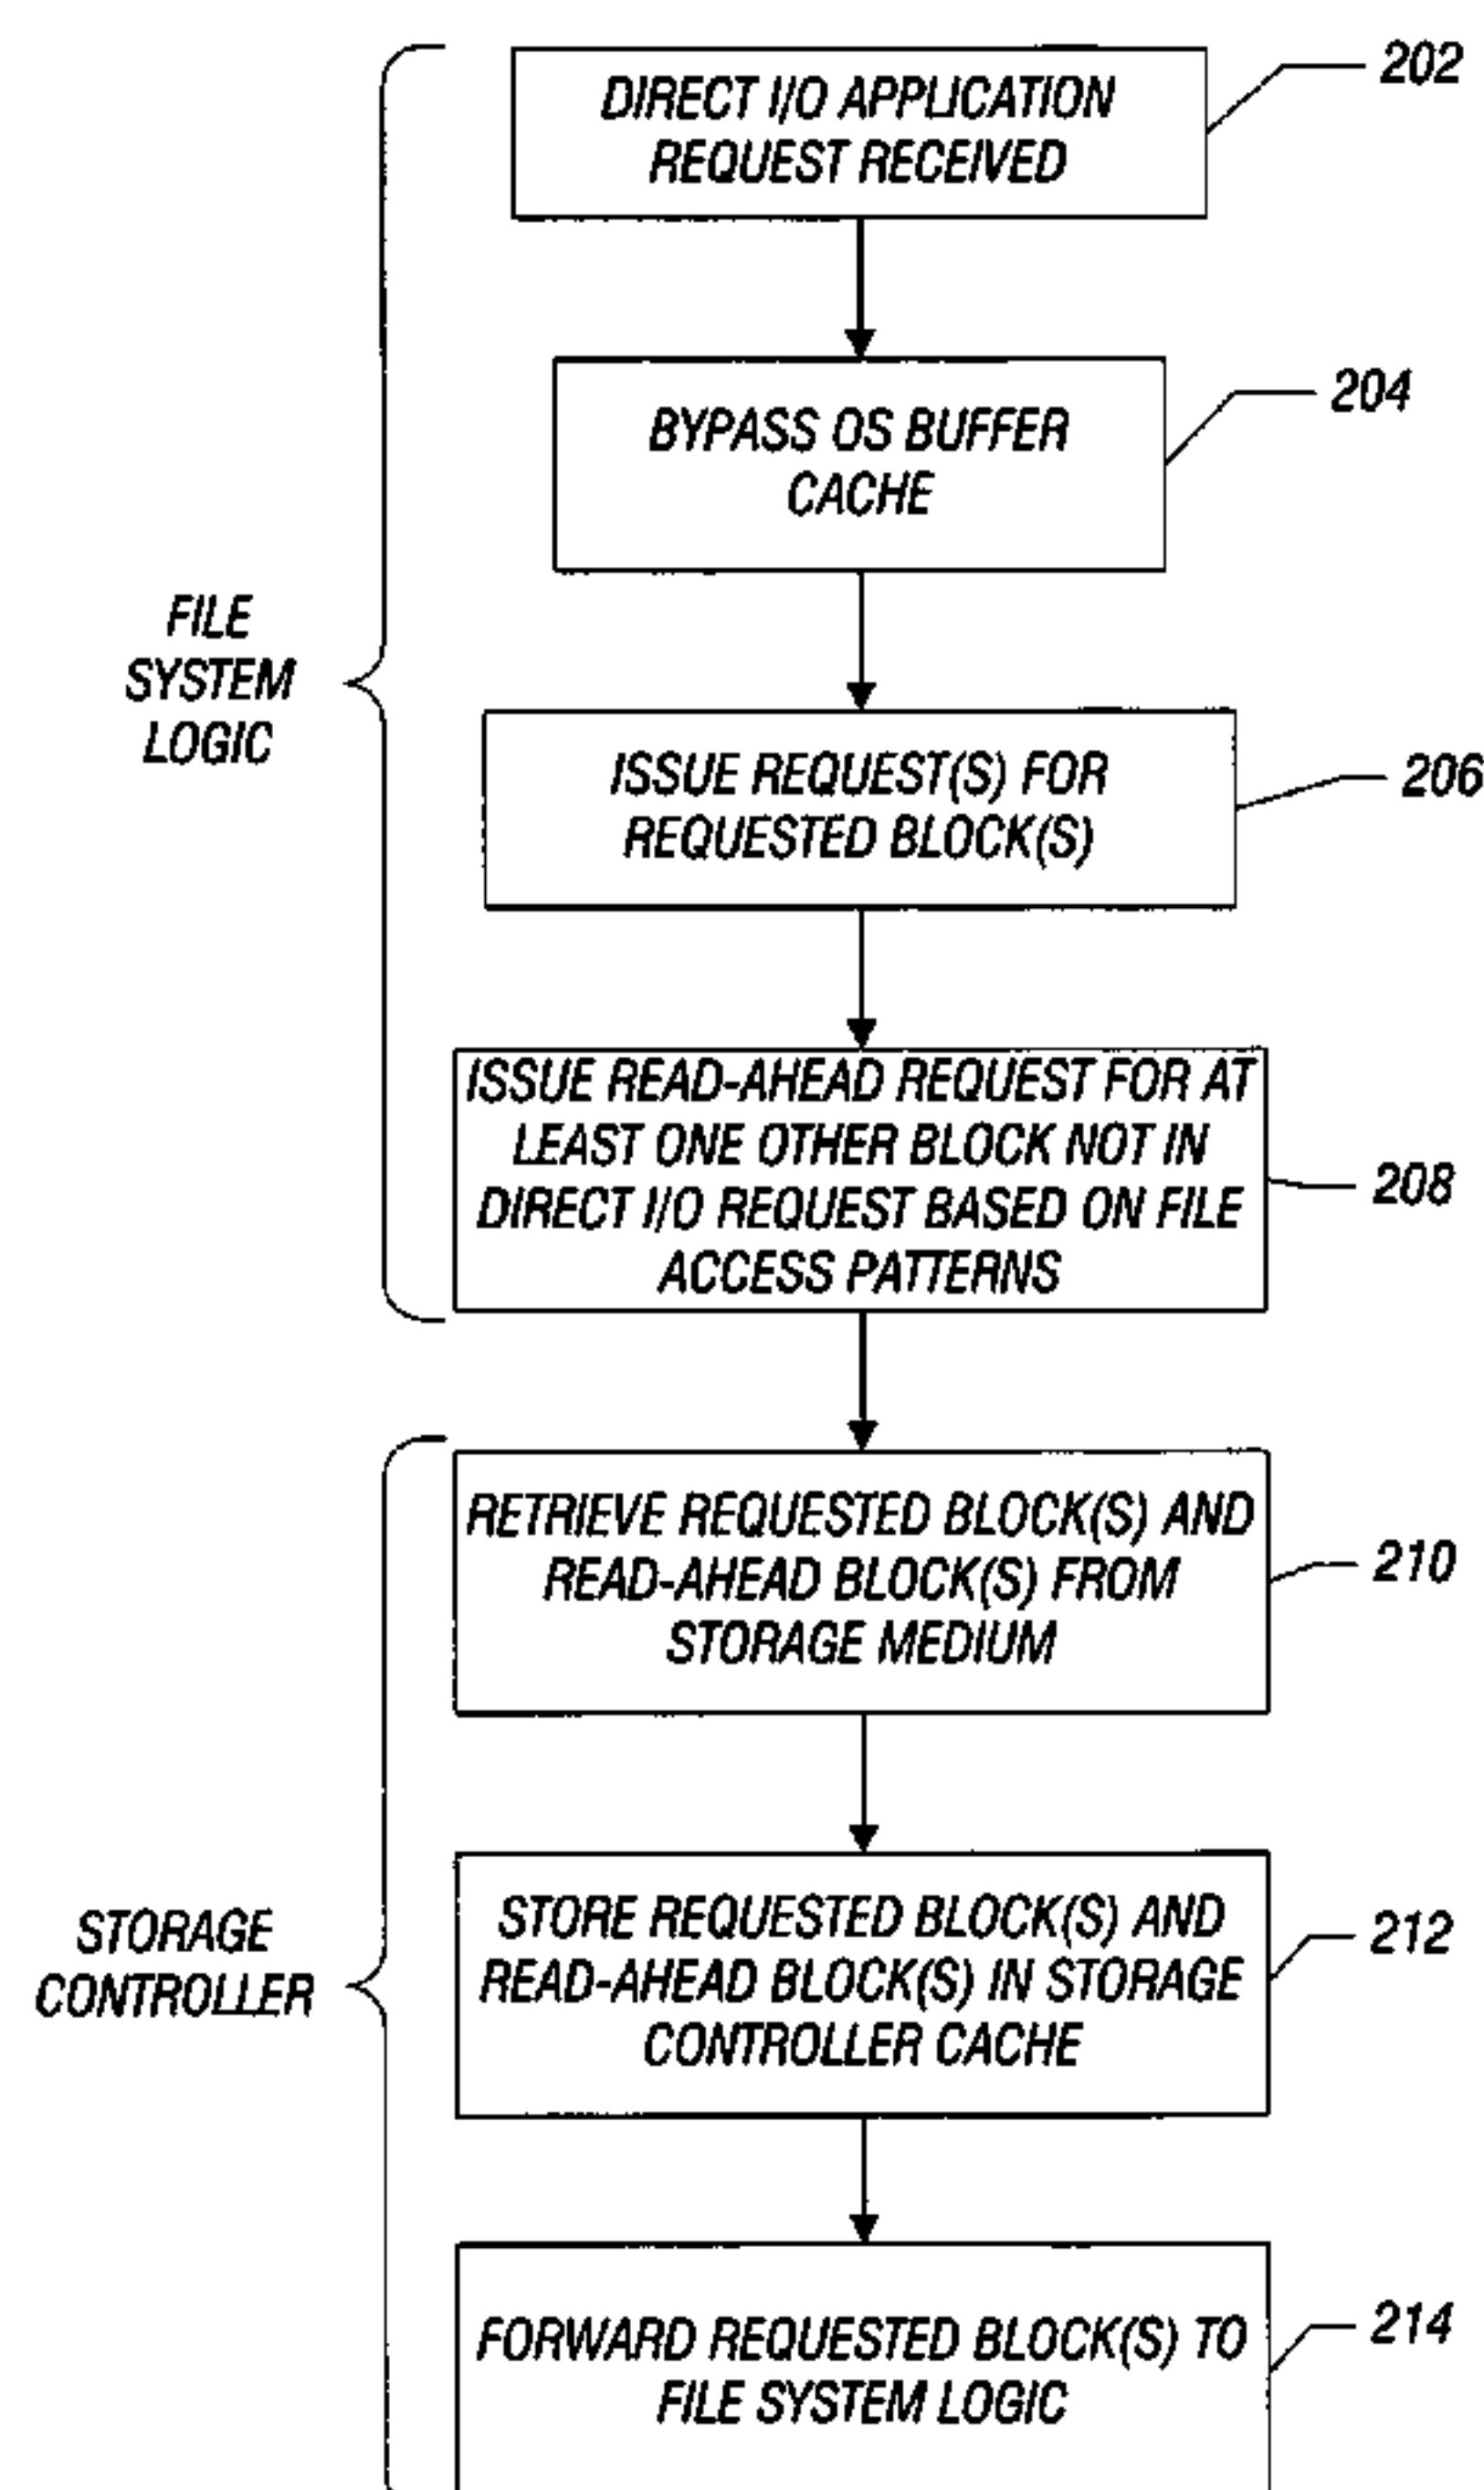 DIRECT I/O APPLICATION
REQUEST RECEIVED
202
BYPASS OS BUFFER
CACHE
204
FILE
SYSTEM
LOGIC
ISSUE REQUEST(S) FOR
REQUESTED BLOCK(S)
206
ISSUE READ-AHEAD REQUEST FOR AT
LEAST ONE OTHER BLOCK NOT IN
DIRECT I/O REQUEST BASED ON FILE
ACCESS PATTERNS
208
RETRIEVE REQUESTED BLOCK(S) AND
READ-AHEAD BLOCK(S) FROM
STORAGE MEDIUM
210
STORAGE
CONTROLLER
STORE REQUESTED BLOCK(S) AND
READ-AHEAD BLOCK(S) IN STORAGE
CONTROLLER CACHE
212
FORWARD REQUESTED BLOCK(S) TO
FILE SYSTEM LOGIC
214